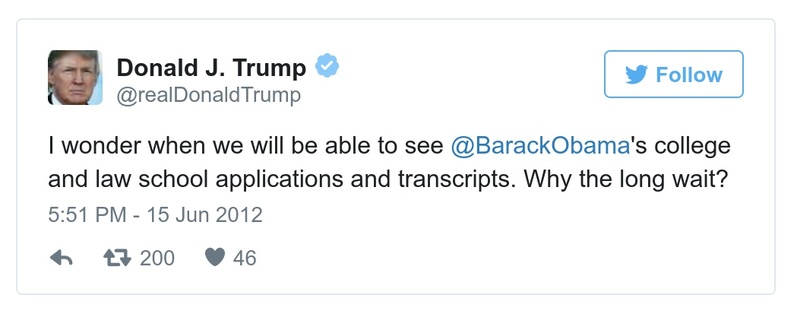 Donald J. Trump
@realDonaldTrump
Follow
I wonder when we will be able to see @BarackObama's college
and law school applications and transcripts. Why the long wait?
5:51 PM - 15 Jun 2012
200 46